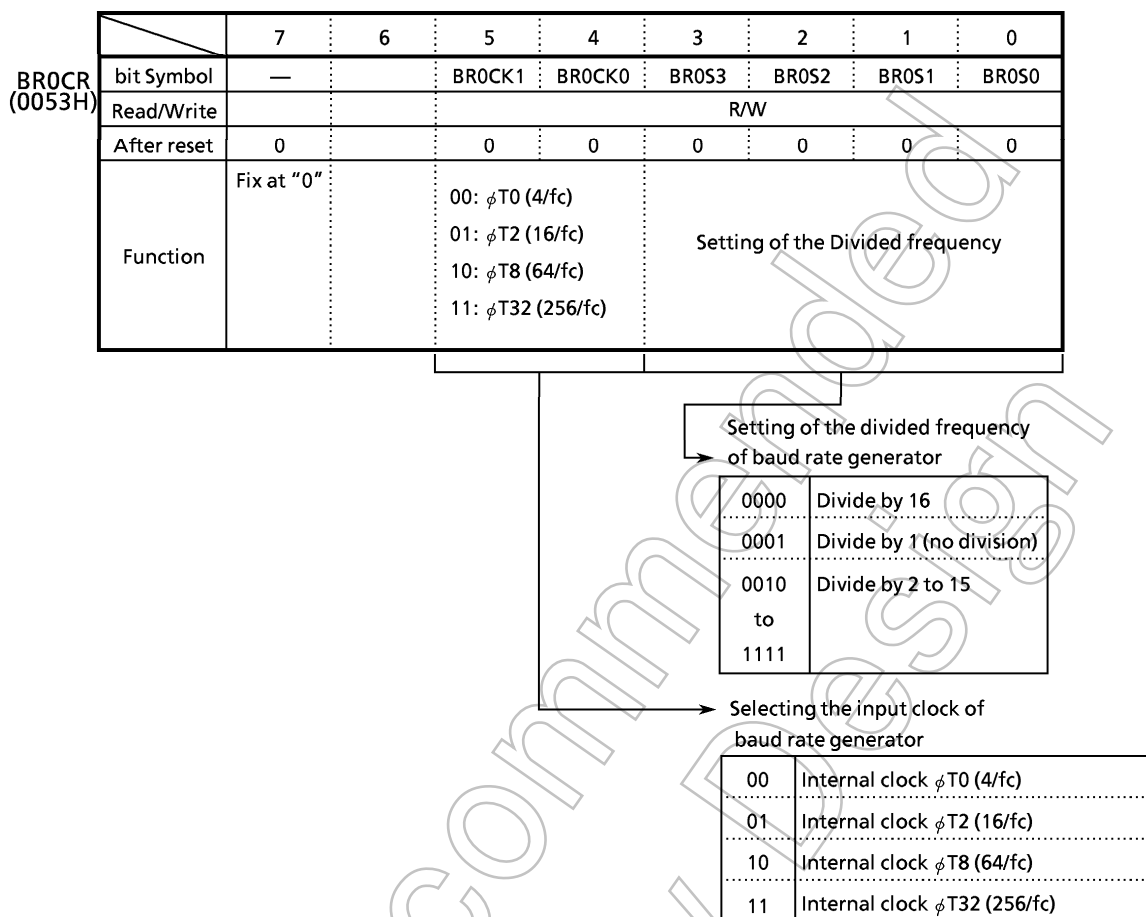 7 6 5 4 3 2 1 0
BR0CR
(0053H)
bit Symbol — BR0CK1 BR0CK0 BR0S3 BR0S2 BR0S1 BR0S0
Read/Write R/W
After reset 0 0 0 0 0 0 0
Function
Fix at "0"
00: φT0 (4/fc)
01: φT2 (16/fc)
10: φT8 (64/fc)
11: φT32 (256/fc)
Setting of the Divided frequency
Setting of the divided frequency
of baud rate generator
0000 Divide by 16
0001 Divide by 1 (no division)
0010 Divide by 2 to 15
to
1111
Selecting the input clock of
baud rate generator
00 Internal clock φT0 (4/fc)
01 Internal clock φT2 (16/fc)
10 Internal clock φT8 (64/fc)
11 Internal clock φT32 (256/fc)
commended
Design